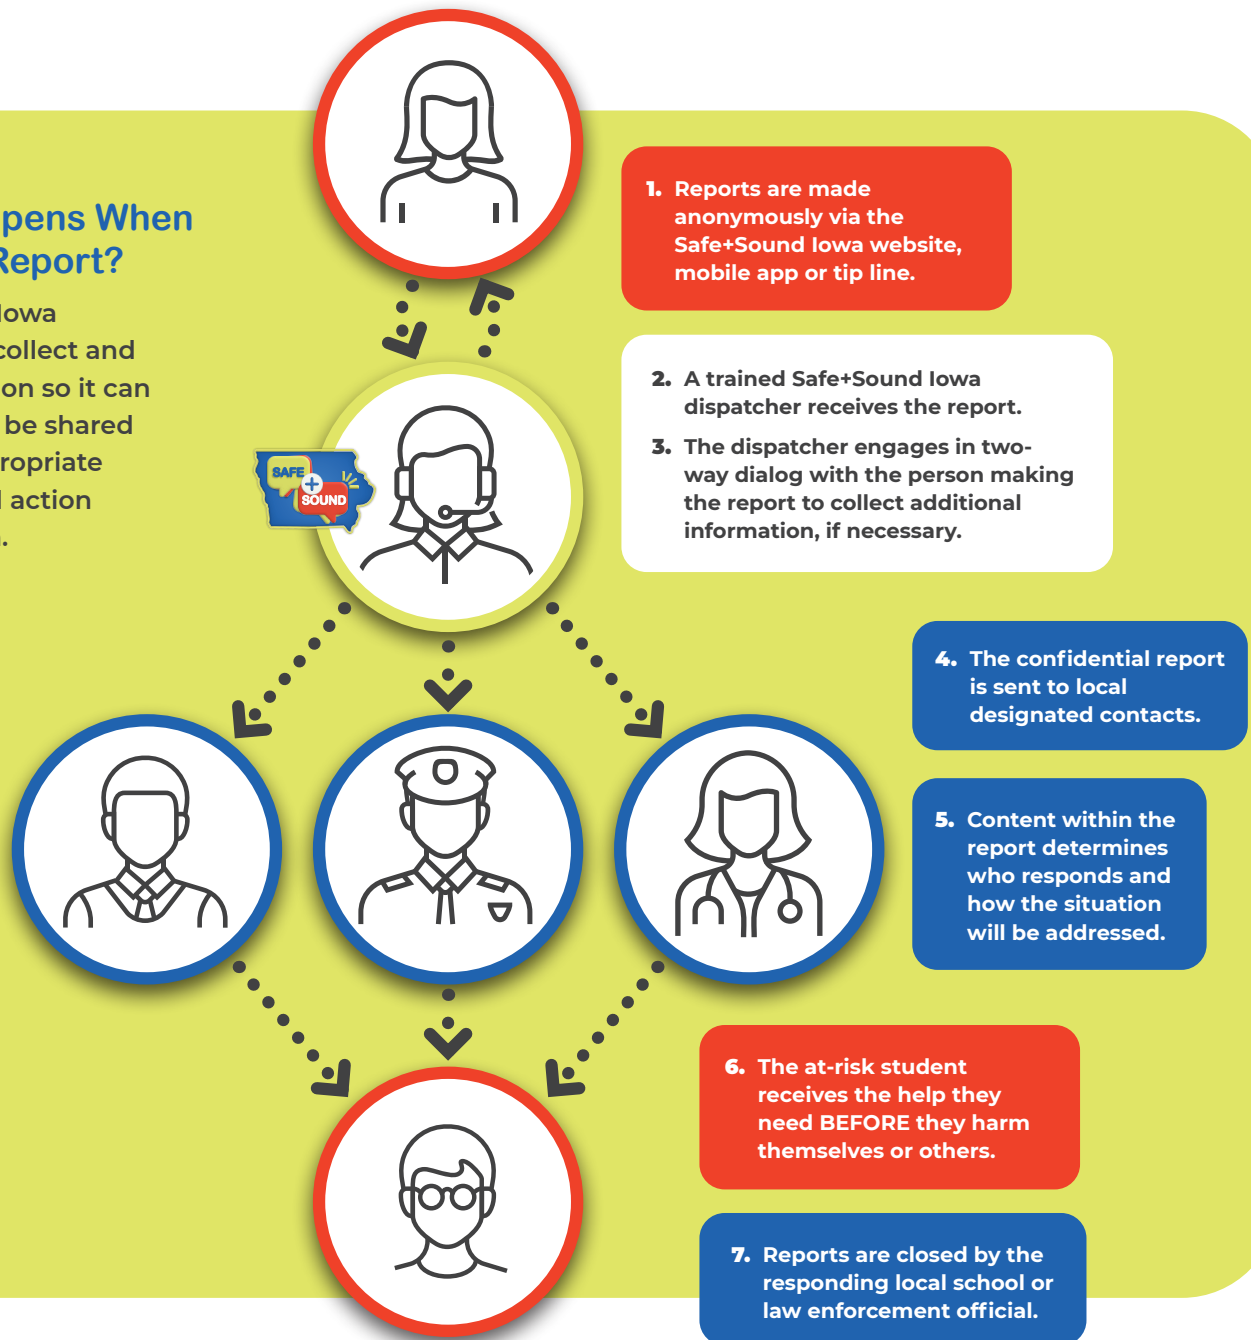 pens When
Report?
Iowa
collect and
on so it can
be shared
ropriate
l action
.
SAFE
+
SOUND
1. Reports are made
anonymously via the
Safe+Sound Iowa website,
mobile app or tip line.
2. A trained Safe+Sound Iowa
dispatcher receives the report.
3. The dispatcher engages in two-
way dialog with the person making
the report to collect additional
information, if necessary.
4. The confidential report
is sent to local
designated contacts.
5. Content within the
report determines
who responds and
how the situation
will be addressed.
6. The at-risk student
receives the help they
need BEFORE they harm
themselves or others.
7. Reports are closed by the
responding local school or
law enforcement official.